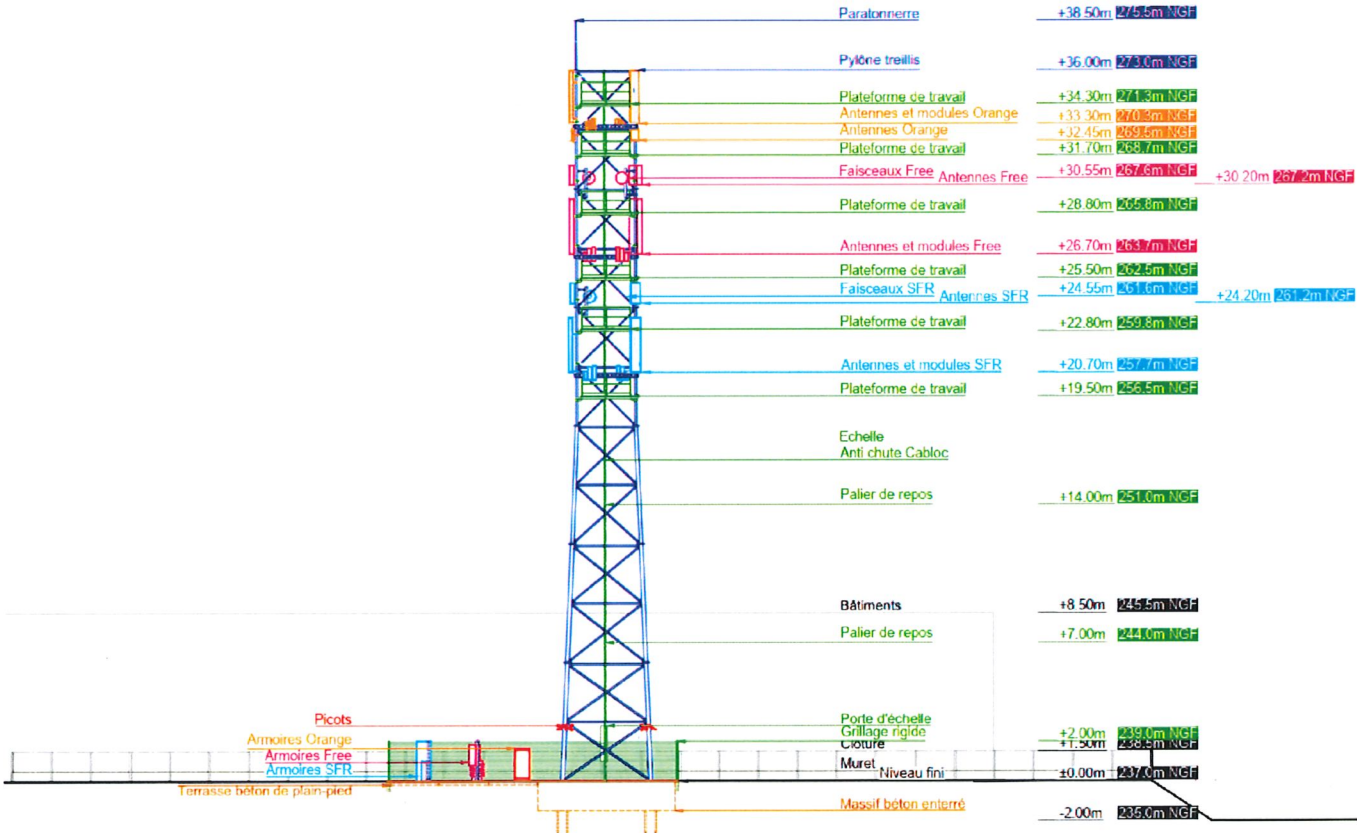 Paratonnerre +38.50m 275.5m NGF
Pylône treillis +36.00m 273.0m NGF
Plateforme de travail +34.30m 271.3m NGF
Antennes et modules Orange +33.30m 270.3m NGF
Antennes Orange +32.45m 269.5m NGF
Plateforme de travail +31.70m 268.7m NGF
Faisceaux Free +30.55m 267.6m NGF
Antennes Free +30.20m 267.2m NGF
Plateforme de travail +28.80m 265.8m NGF
Antennes et modules Free +26.70m 263.7m NGF
Plateforme de travail +25.50m 262.5m NGF
Faisceaux SFR +24.55m 261.6m NGF
Antennes SFR +24.20m 261.2m NGF
Plateforme de travail +22.80m 259.8m NGF
Antennes et modules SFR +20.70m 257.7m NGF
Plateforme de travail +19.50m 256.5m NGF
Echelle
Anti chute Cabloc
Palier de repos +14.00m 251.0m NGF
Bâtiments +8.50m 245.5m NGF
Palier de repos +7.00m 244.0m NGF
Picots
Porte d'échelle
Grillage rigide +2.00m 239.0m NGF
Armoires Orange
Clôture +1.50m 238.5m NGF
Armoires Free
Muret
Armoires SFR
Niveau fini ±0.00m 237.0m NGF
Terrasse béton de plain-pied
Massif béton enterré
-2.00m 235.0m NGF